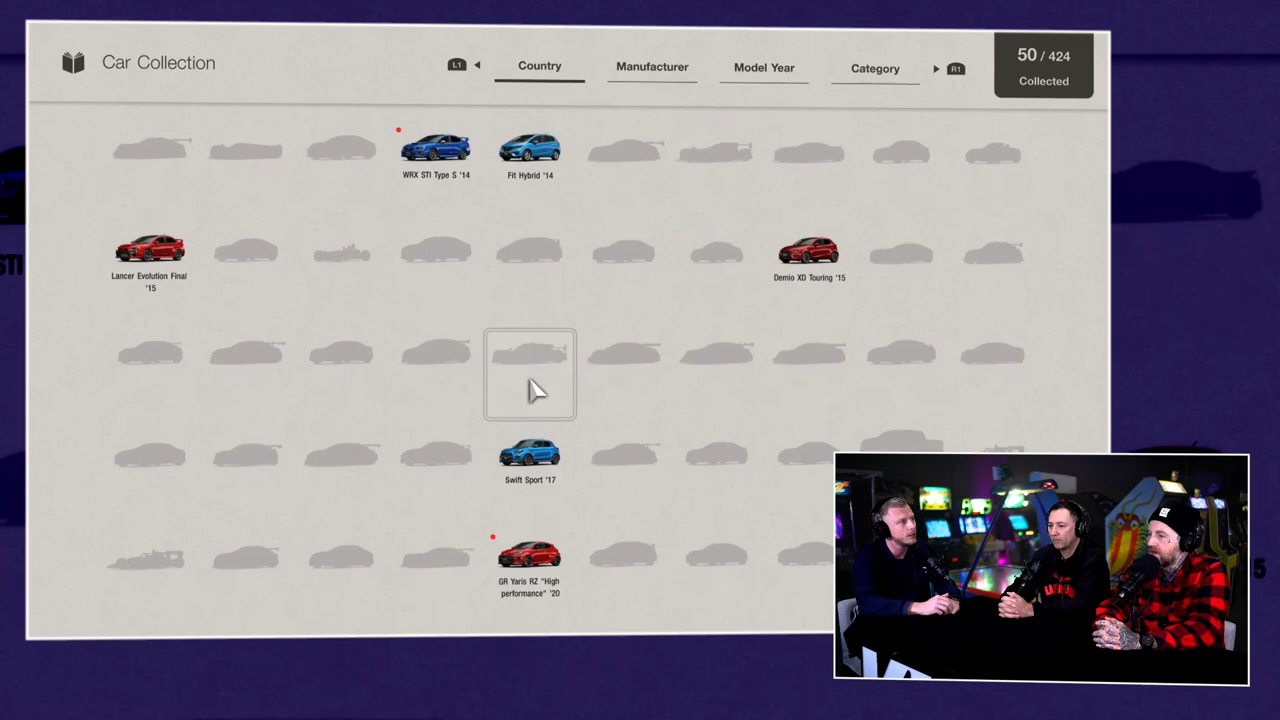 Car Collection
L1
Country
Manufacturer
Model Year
Category
R1
50 / 424
Collected
WRX STI Type S '14
Fit Hybrid '14
Lancer Evolution Final
'15
Demio XD Touring '15
Swift Sport '17
GR Yaris RZ "High
performance" '20